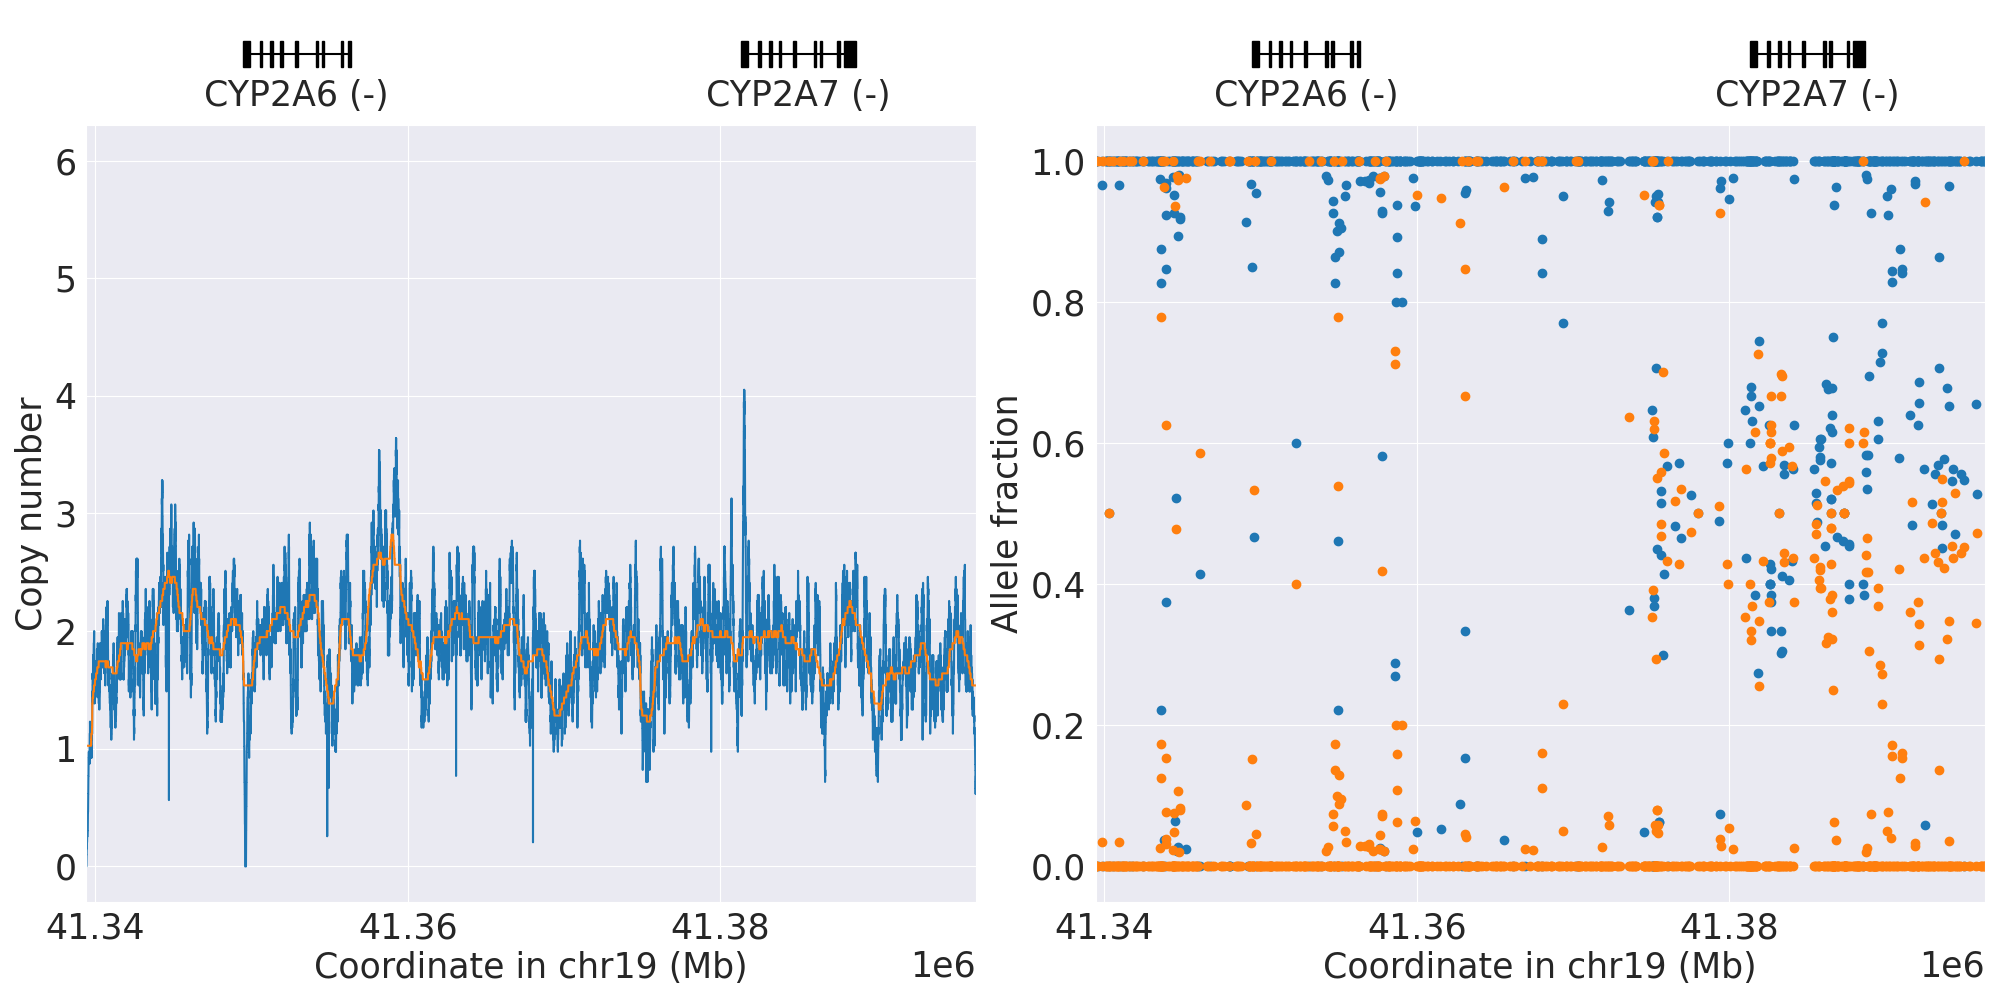 CYP2A6 (-)
CYP2A7 (-)
6
5
4
3
2
1
0
Copy number
41.34
41.36
41.38
Coordinate in chr19 (Mb)
1e6
CYP2A6 (-)
CYP2A7 (-)
1.0
0.8
0.6
0.4
0.2
0.0
Allele fraction
41.34
41.36
41.38
Coordinate in chr19 (Mb)
1e6